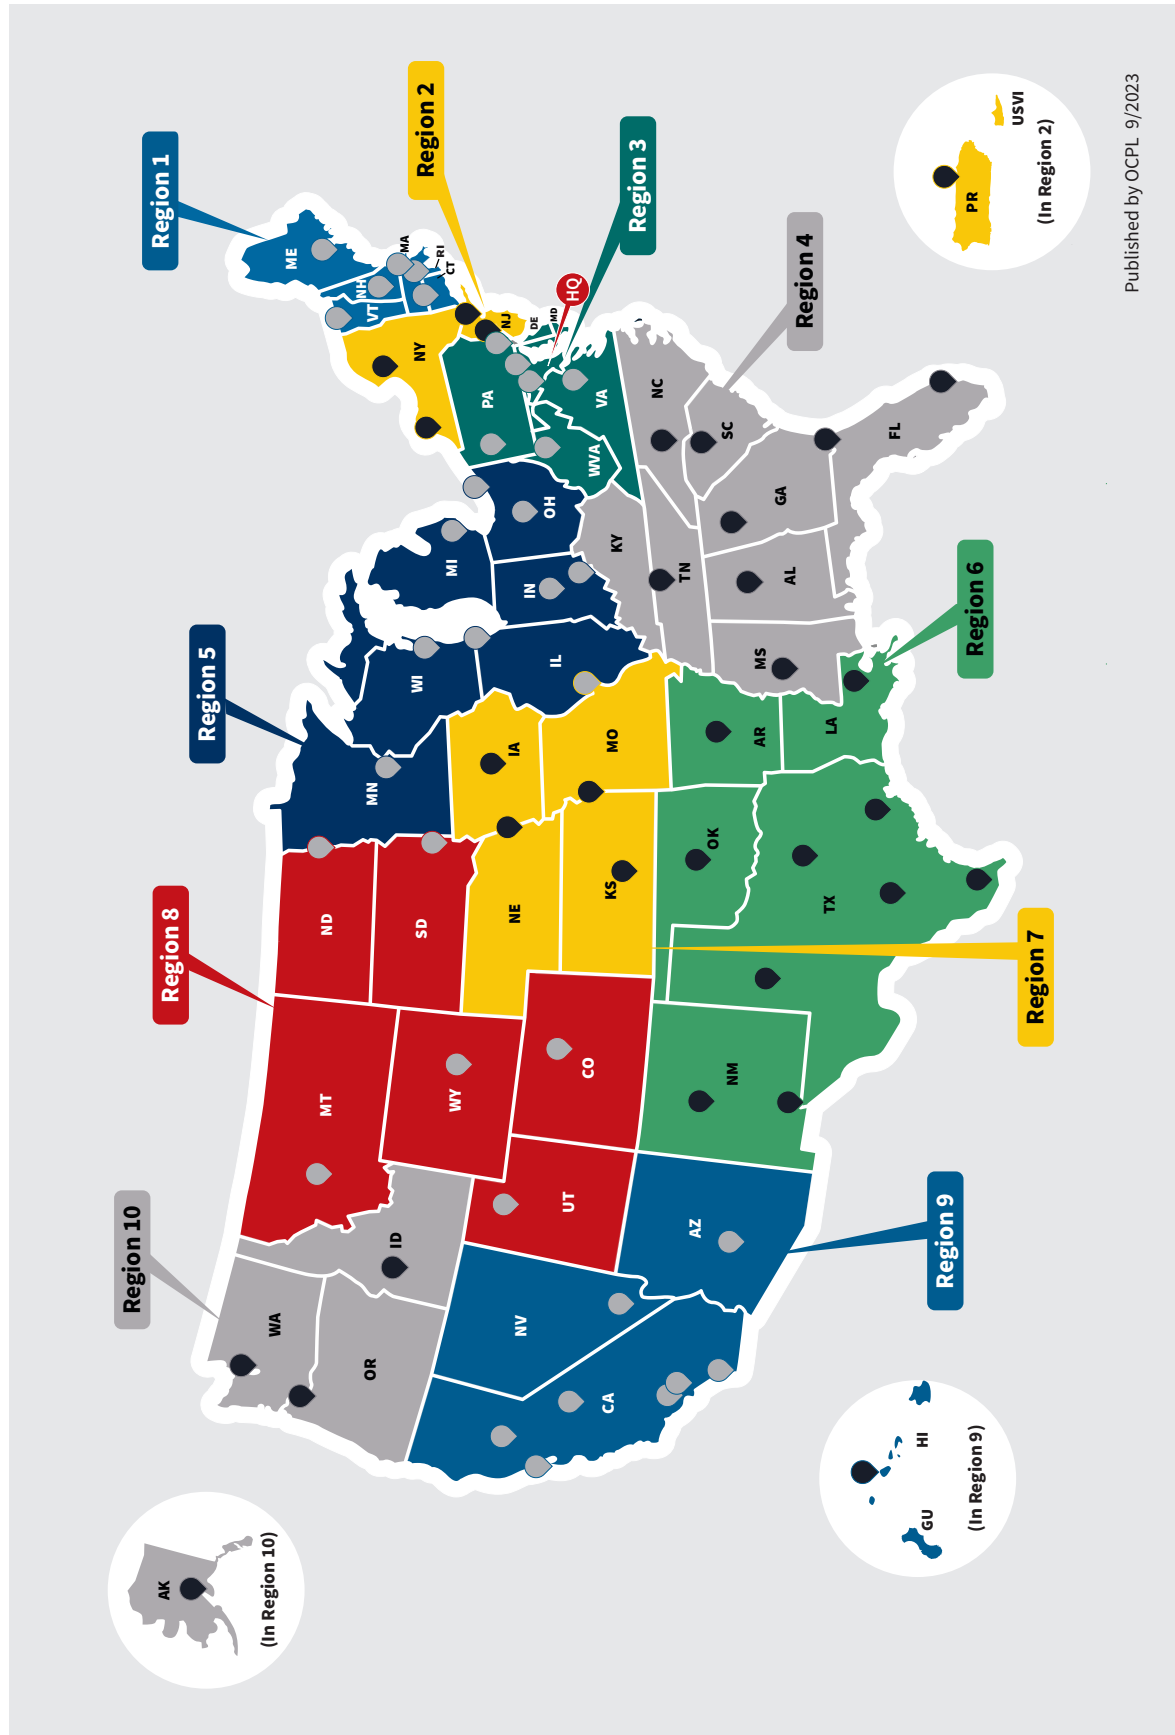 Region 1
Region 2
Region 3
Region 4
Region 5
Region 6
Region 7
Region 8
Region 9
Region 10
HQ
ME
NH
VT
MA
RI
CT
NY
NJ
PA
DE
MD
VA
WVA
NC
SC
GA
FL
KY
TN
AL
MS
OH
MI
IN
IL
WI
MN
IA
MO
NE
KS
AR
LA
OK
TX
NM
ND
SD
MT
WY
CO
UT
AZ
NV
CA
ID
WA
OR
AK
(In Region 10)
GU
HI
(In Region 9)
PR
USVI
(In Region 2)
Published by OCPL 9/2023